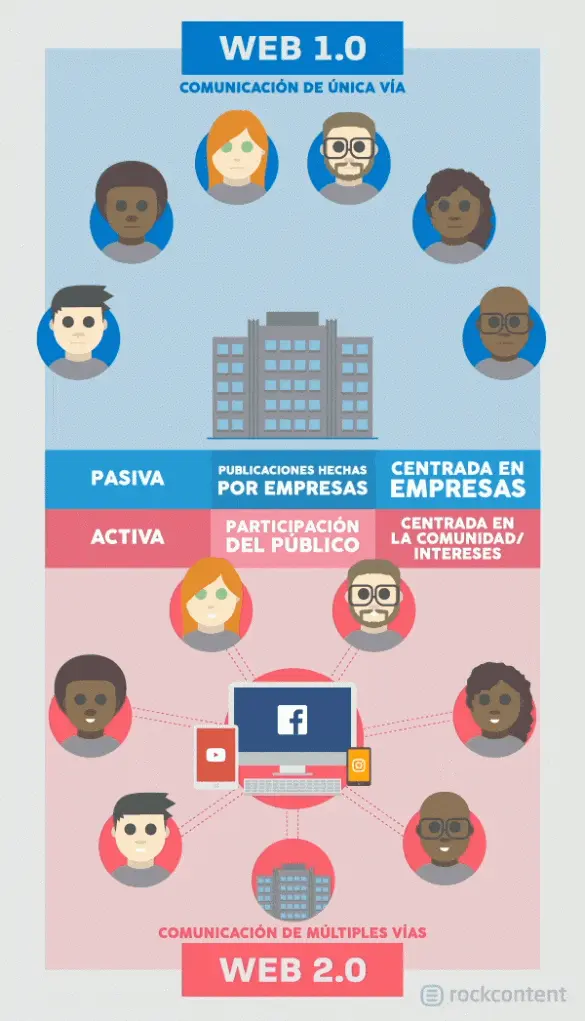 WEB 1.0
COMUNICACIÓN DE ÚNICA VÍA
PASIVA
PUBLICACIONES HECHAS
POR EMPRESAS
CENTRADA EN
EMPRESAS
ACTIVA
PARTICIPACIÓN
DEL PÚBLICO
CENTRADA EN
LA COMUNIDAD/
INTERESES
COMUNICACIÓN DE MÚLTIPLES VÍAS
WEB 2.0
rockcontent